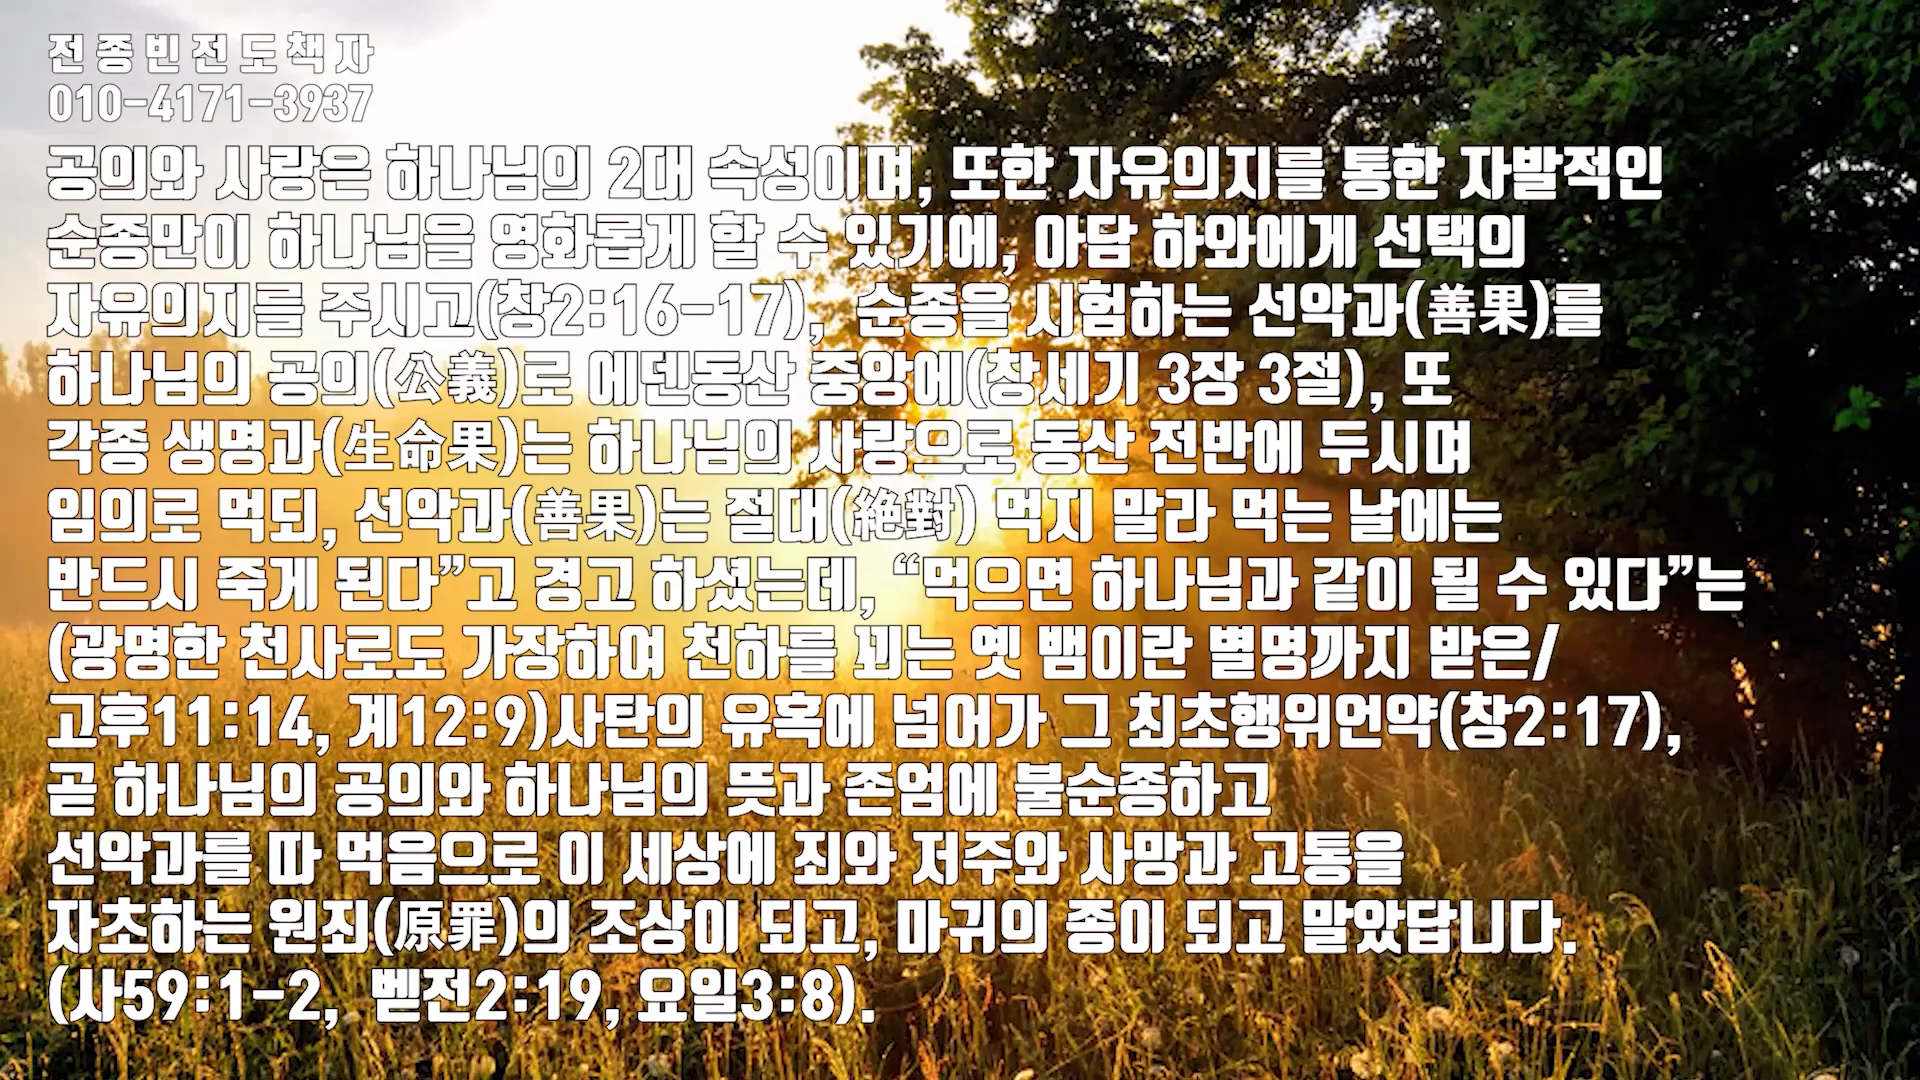 전종빈전도책자
010-4171-3937
공의와 사랑은 하나님의 2대 속성이며, 또한 자유의지를 통한 자발적인
순종만이 하나님을 영화롭게 할 수 있기에, 아담 하와에게 선택의
자유의지를 주시고(창2:16-17), 순종을 시험하는 선악과(善果)를
하나님의 공의(公義)로 에덴동산 중앙에(창세기 3장 3절), 또
각종 생명과(生命果)는 하나님의 사랑으로 동산 전반에 두시며
임의로 먹되, 선악과(善果)는 절대(絶對) 먹지 말라 먹는 날에는
반드시 죽게 된다”고 경고 하셨는데, “먹으면 하나님과 같이 될 수 있다”는
(광명한 천사로도 가장하여 천하를 꾀는 옛 뱀이란 별명까지 받은/
고후11:14, 계12:9)사탄의 유혹에 넘어가 그 최초행위언약(창2:17),
곧 하나님의 공의와 하나님의 뜻과 존엄에 불순종하고
선악과를 따 먹음으로 이 세상에 죄와 저주와 사망과 고통을
자초하는 원죄(原罪)의 조상이 되고, 마귀의 종이 되고 말았답니다.
(사59:1-2, 벧전2:19, 요일3:8).